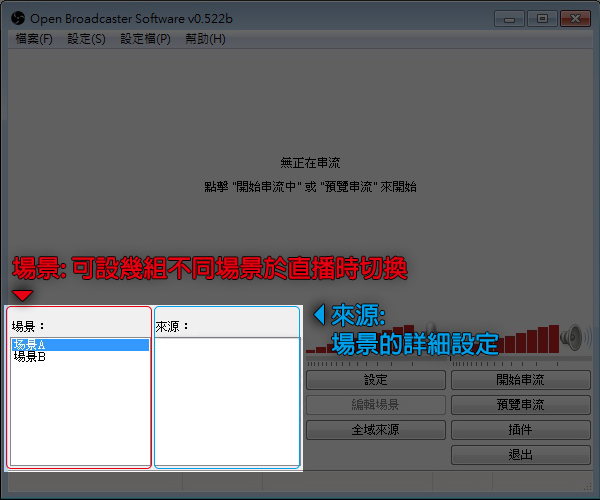 Open Broadcaster Software v0.522b
檔案(F) 設定(S) 設定檔(P) 幫助(H)
無正在串流
點擊 "開始串流中" 或 "預覽串流" 來開始
場景: 可設幾組不同場景於直播時切換
來源:
場景的詳細設定
場景：
來源：
场景A
場景B
設定
開始串流
編輯場景
預覽串流
全域來源
插件
退出